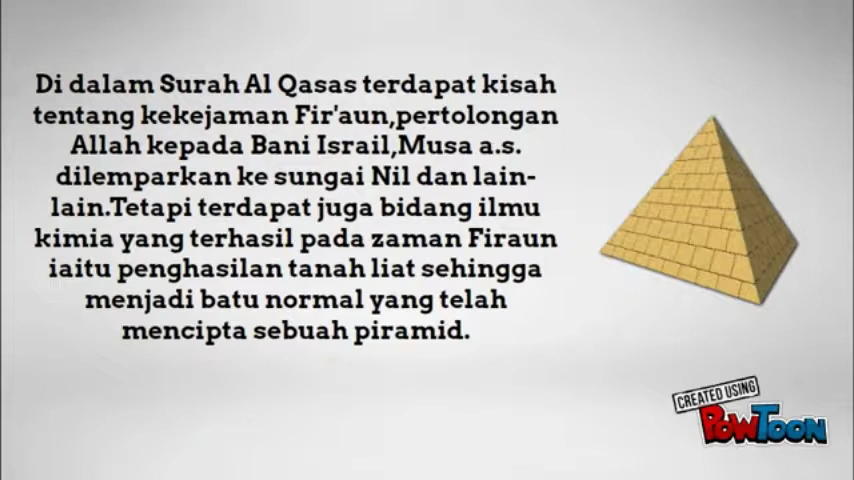 Di dalam Surah Al Qasas terdapat kisah
tentang kekejaman Fir'aun,pertolongan
Allah kepada Bani Israil,Musa a.s.
dilemparkan ke sungai Nil dan lain-
lain.Tetapi terdapat juga bidang ilmu
kimia yang terhasil pada zaman Firaun
iaitu penghasilan tanah liat sehingga
menjadi batu normal yang telah
mencipta sebuah piramid.
CREATED USING
POWTOON